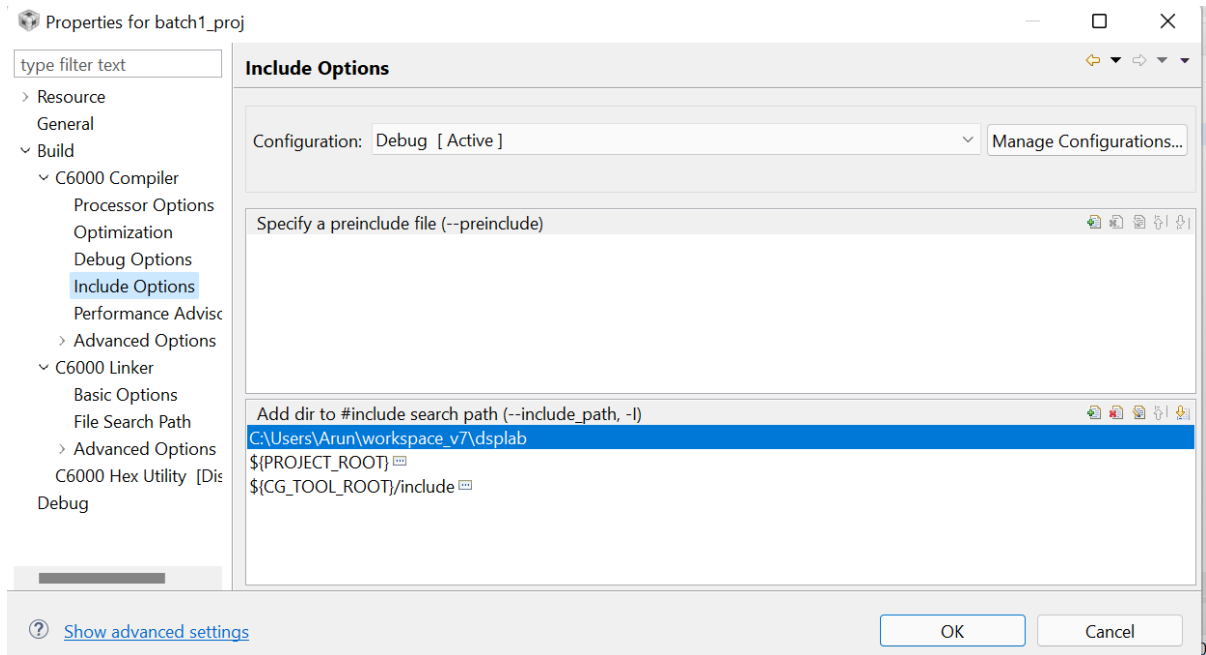 Properties for batch1_proj
type filter text
Resource
General
Build
C6000 Compiler
Processor Options
Optimization
Debug Options
Include Options
Performance Advisc
Advanced Options
C6000 Linker
Basic Options
File Search Path
Advanced Options
C6000 Hex Utility [Dis
Debug
Include Options
Configuration: Debug [ Active ]
Manage Configurations...
Specify a preinclude file (--preinclude)
Add dir to #include search path (--include_path, -I)
C:\Users\Arun\workspace_v7\dsplab
${PROJECT_ROOT}
${CG_TOOL_ROOT}/include
Show advanced settings
OK
Cancel